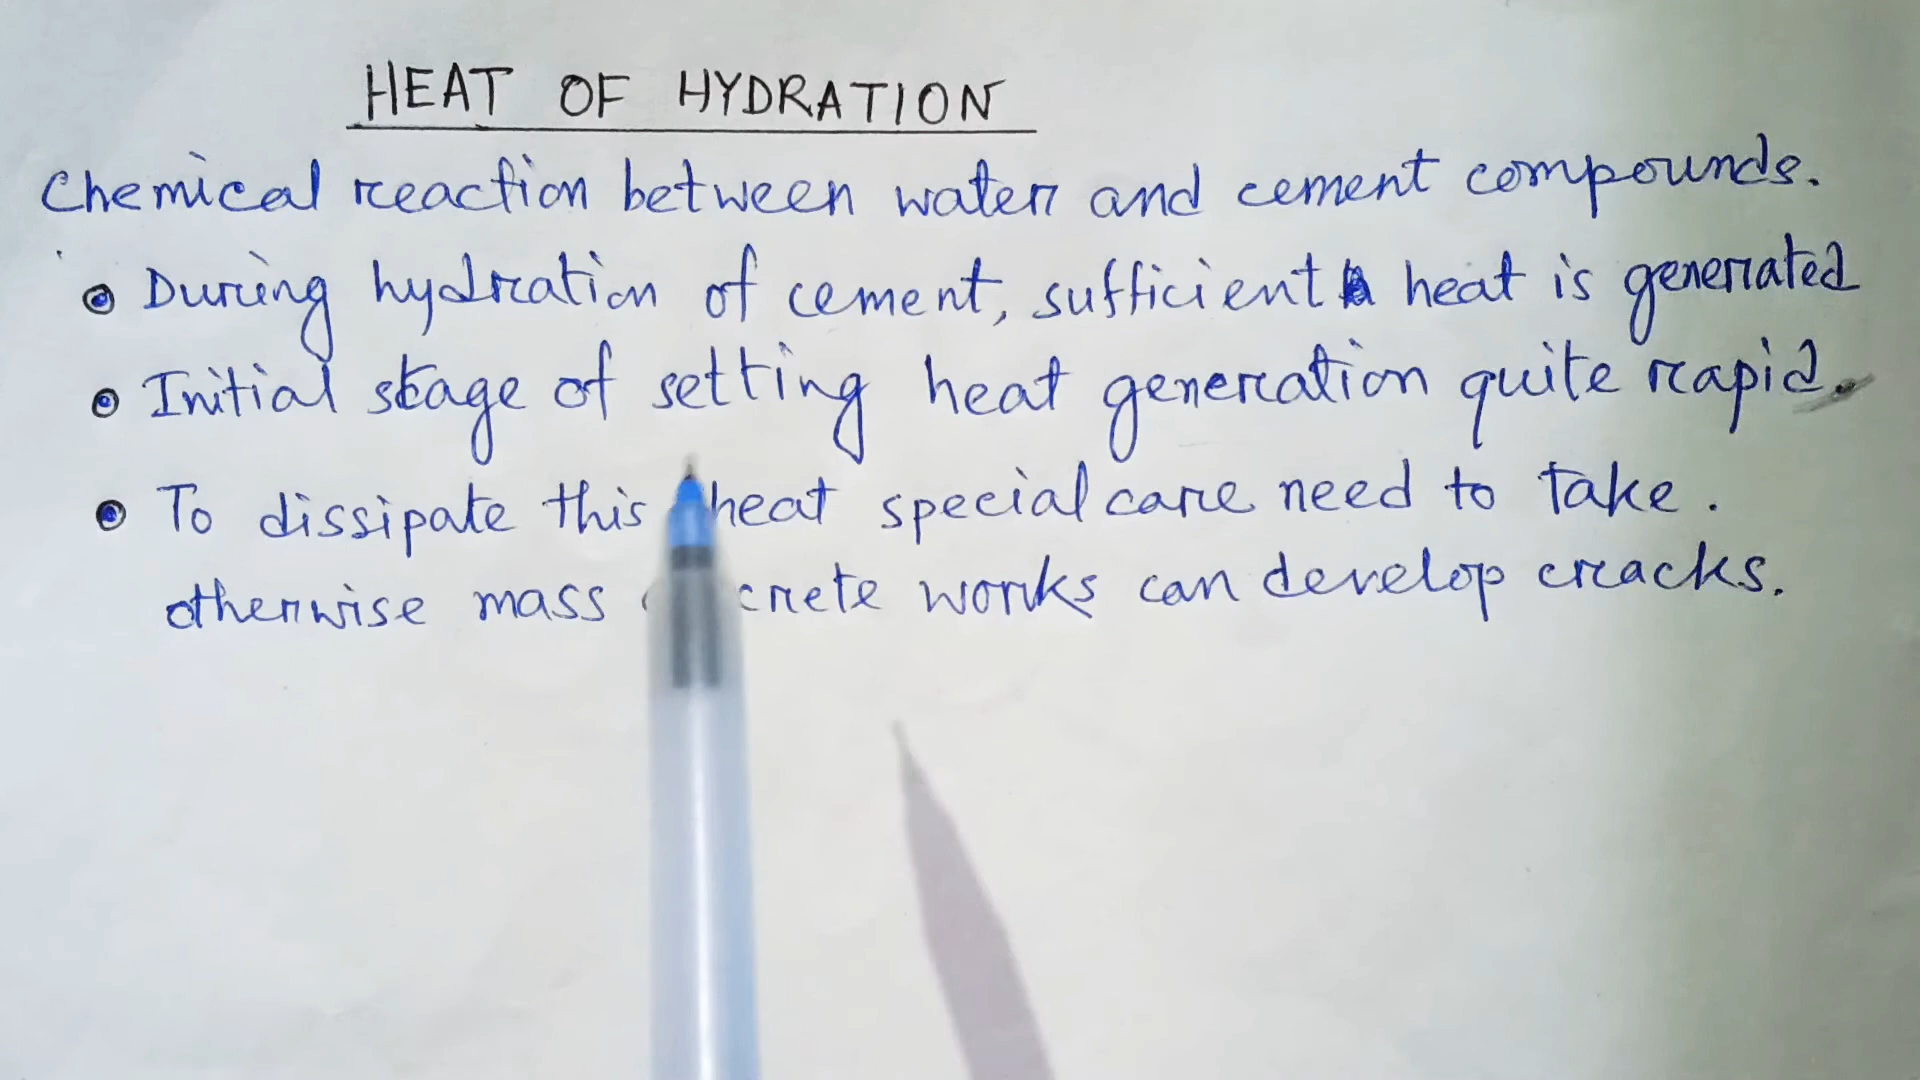 HEAT OF HYDRATION
Chemical reaction between water and cement compounds.
During hydration of cement, sufficient heat is generated
Initial stage of setting heat generation quite rapid.
To dissipate this heat special care need to take.
otherwise mass crete works can develop cracks.